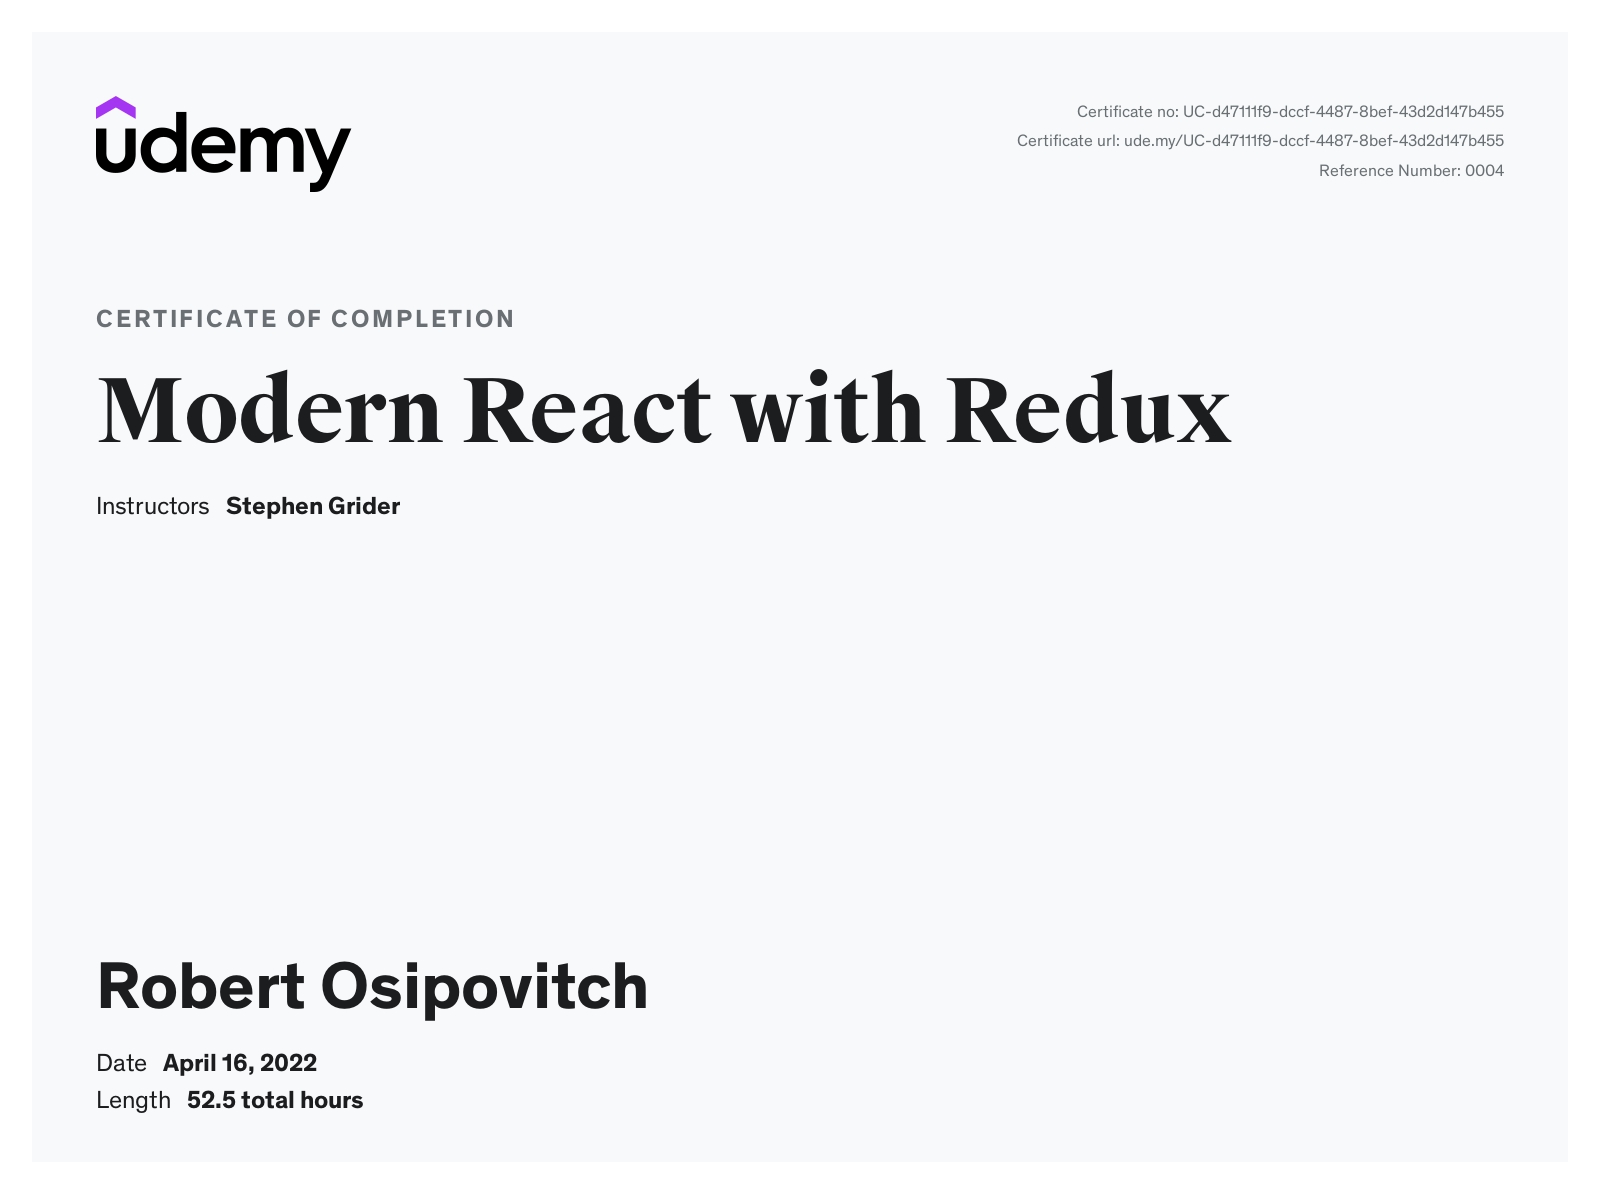 udemy
Certificate no: UC-d47111f9-dccf-4487-8bef-43d2d147b455
Certificate url: ude.my/UC-d47111f9-dccf-4487-8bef-43d2d147b455
Reference Number: 0004
CERTIFICATE OF COMPLETION
Modern React with Redux
Instructors Stephen Grider
Robert Osipovitch
Date April 16, 2022
Length 52.5 total hours